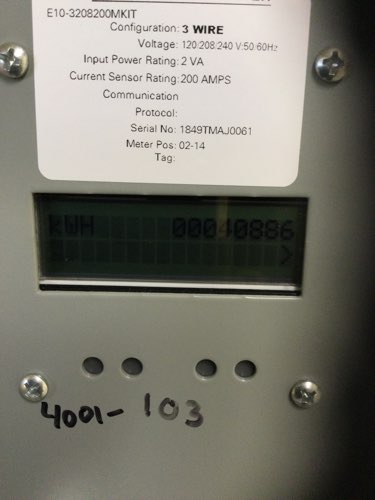 E10-3208200MKIT
Configuration: 3 WIRE
Voltage: 120:208:240 V:50:60Hz
Input Power Rating: 2 VA
Current Sensor Rating: 200 AMPS
Communication
Protocol:
Serial No: 1849TMAJ0061
Meter Pos: 02-14
Tag:
kWH 00040886
>
4001-103